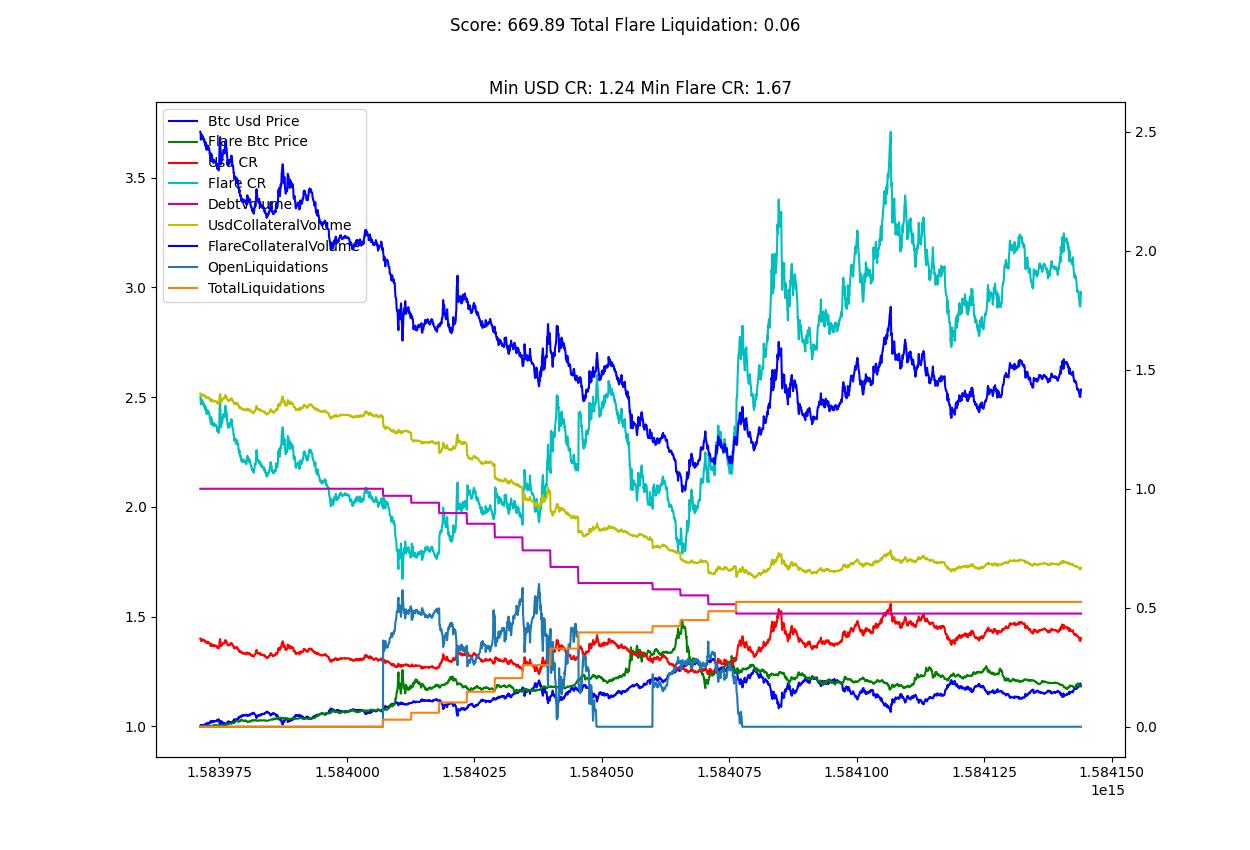 Score: 669.89 Total Flare Liquidation: 0.06
Min USD CR: 1.24 Min Flare CR: 1.67
Btc Usd Price
Flare Btc Price
Usd CR
Flare CR
DebtVolume
UsdCollateralVolume
FlareCollateralVolume
OpenLiquidations
TotalLiquidations
3.5
3.0
2.5
2.0
1.5
1.0
2.5
2.0
1.5
1.0
0.5
0.0
1.583975 1.584000 1.584025 1.584050 1.584075 1.584100 1.584125 1.584150
1e15